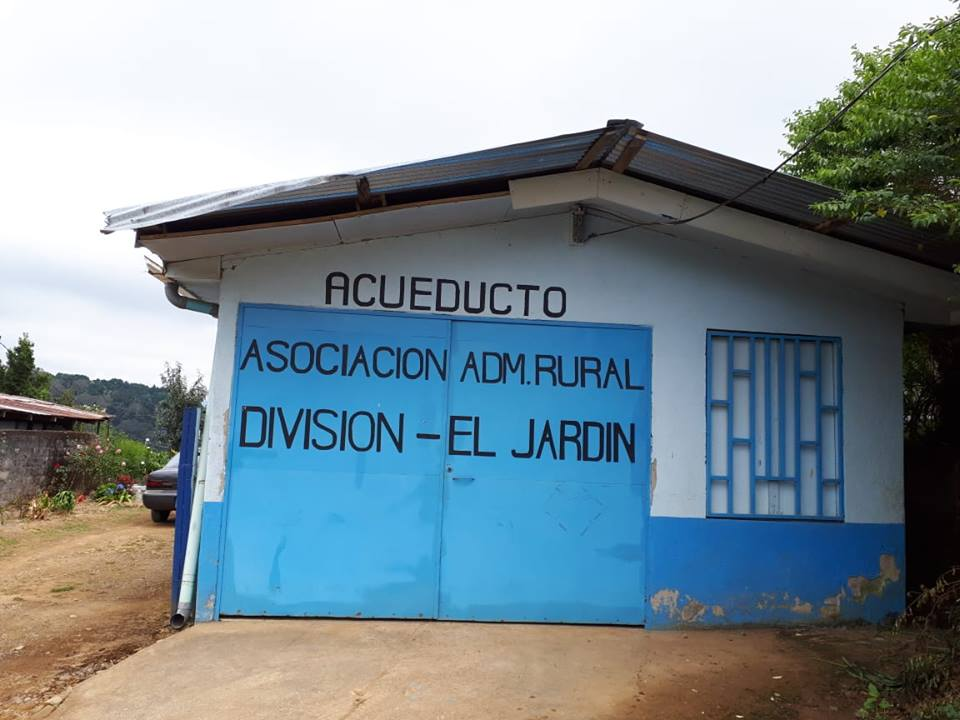 ACUEDUCTO
ASOCIACION ADM.RURAL
DIVISION - EL JARDIN